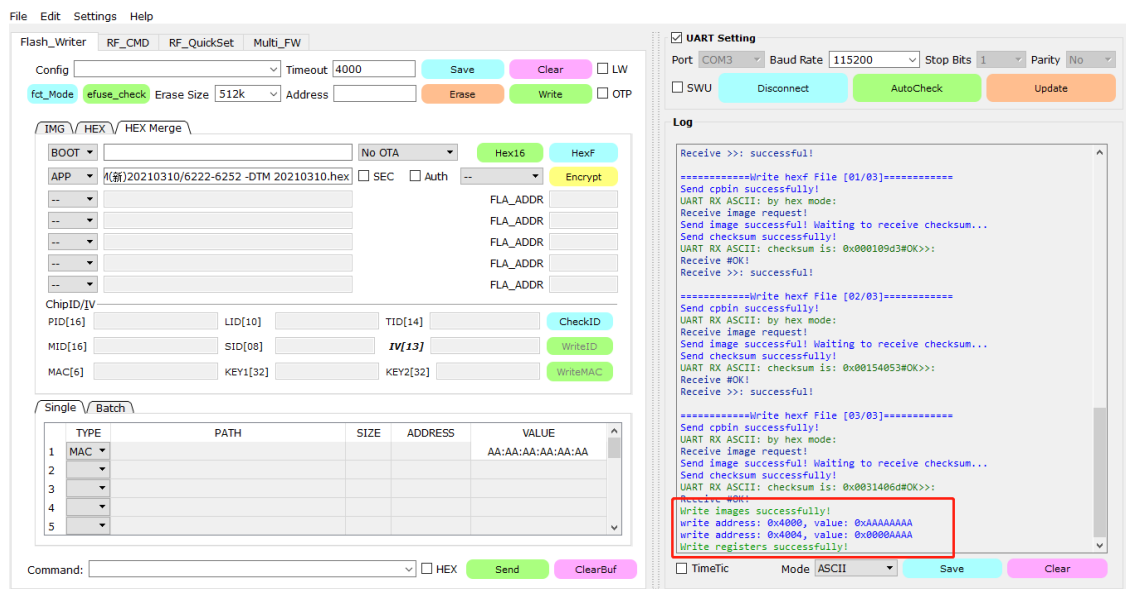 File Edit Settings Help
Flash_Writer RF_CMD RF_QuickSet Multi_FW
Config Timeout 4000 Save Clear LW
fct_Mode efuse_check Erase Size 512k Address Erase Write OTP
IMG HEX HEX Merge
BOOT No OTA Hex16 HexF
APP M(新)20210310/6222-6252 -DTM 20210310.hex SEC Auth -- Encrypt
-- FLA_ADDR
-- FLA_ADDR
-- FLA_ADDR
-- FLA_ADDR
-- FLA_ADDR
ChipID/IV
PID[16] LID[10] TID[14] CheckID
MID[16] SID[08] IV[13] WriteID
MAC[6] KEY1[32] KEY2[32] WriteMAC
Single Batch
TYPE PATH SIZE ADDRESS VALUE
1 MAC AA:AA:AA:AA:AA:AA
2
3
4
5
Command: HEX Send ClearBuf
UART Setting
Port COM3 Baud Rate 115200 Stop Bits 1 Parity No
SWU Disconnect AutoCheck Update
Log
Receive >>: successful!
============Write hexf File [01/03]============
Send cpbin successfully!
UART RX ASCII: by hex mode:
Receive image request!
Send image successful! Waiting to receive checksum...
Send checksum successfully!
UART RX ASCII: checksum is: 0x000109d3#OK>>:
Receive #OK!
Receive >>: successful!
============Write hexf File [02/03]============
Send cpbin successfully!
UART RX ASCII: by hex mode:
Receive image request!
Send image successful! Waiting to receive checksum...
Send checksum successfully!
UART RX ASCII: checksum is: 0x00154053#OK>>:
Receive #OK!
Receive >>: successful!
============Write hexf File [03/03]============
Send cpbin successfully!
UART RX ASCII: by hex mode:
Receive image request!
Send image successful! Waiting to receive checksum...
Send checksum successfully!
UART RX ASCII: checksum is: 0x0031406d#OK>>:
Receive #OK!
Write images successfully!
write address: 0x4000, value: 0xAAAAAAAA
write address: 0x4004, value: 0x0000AAAA
Write registers successfully!
TimeTic Mode ASCII Save Clear